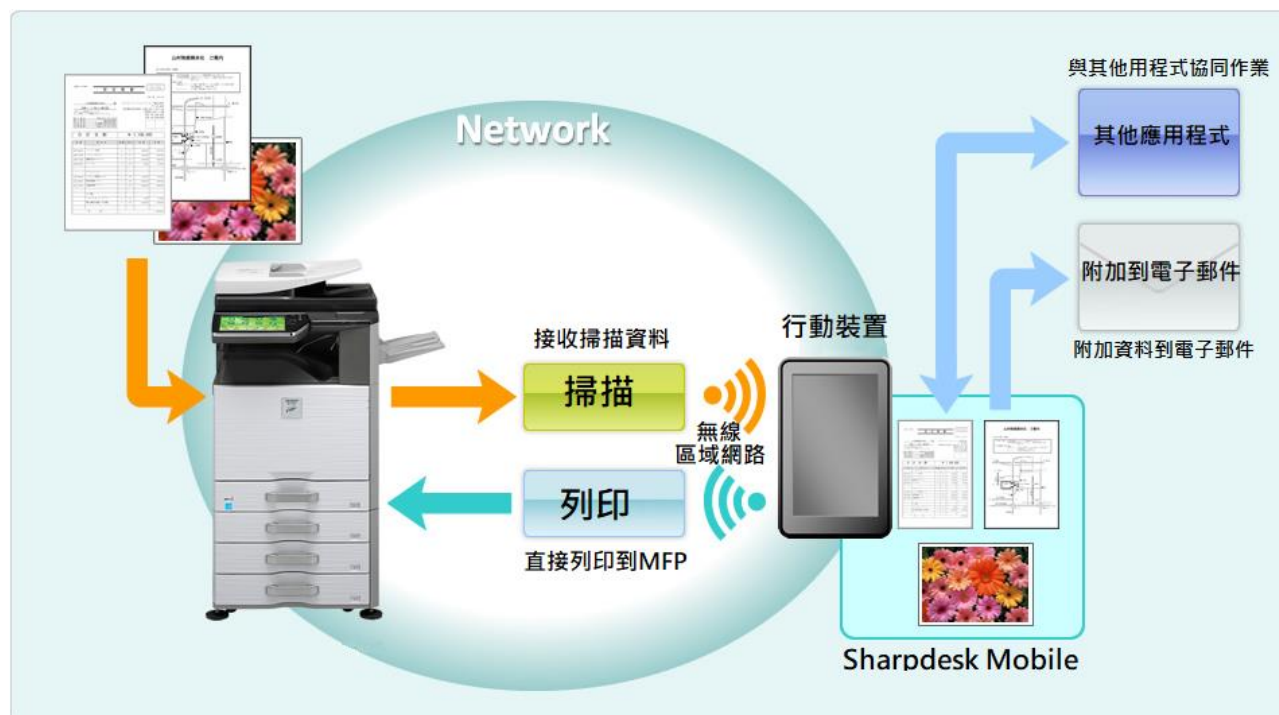 與其他用程式協同作業
其他應用程式
Network
附加到電子郵件
附加資料到電子郵件
接收掃描資料
掃描
行動裝置
無線
區域網路
列印
直接列印到MFP
Sharpdesk Mobile